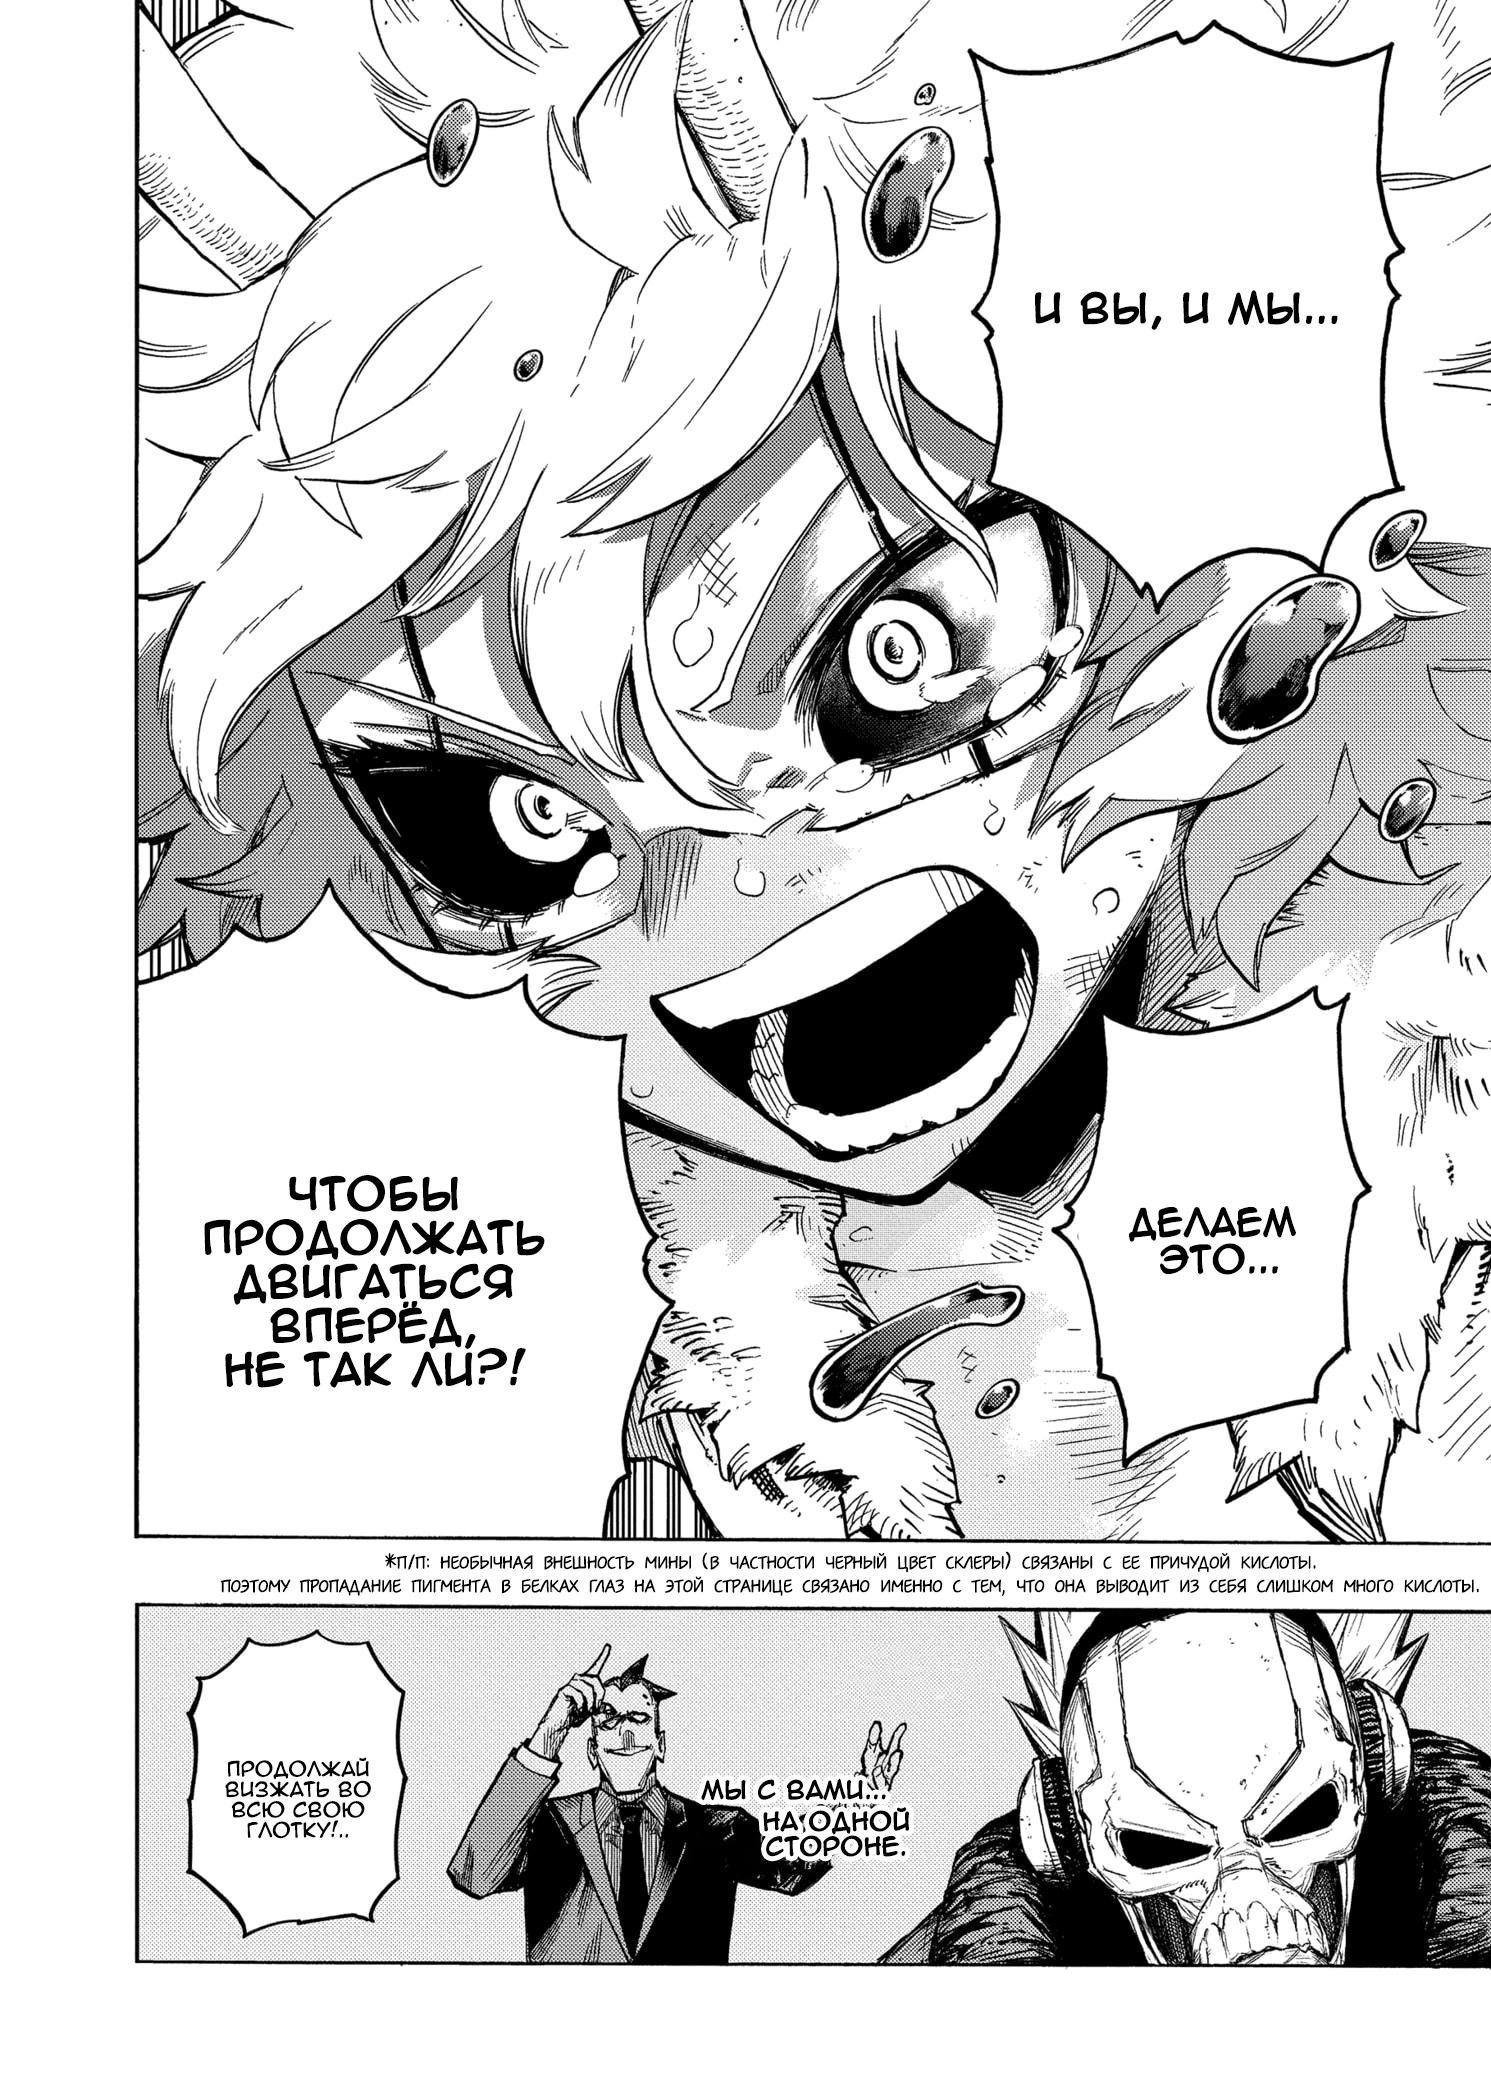 И ВЫ, И МЫ...
ДЕЛАЕМ
ЭТО...
ЧТОБЫ
ПРОДОЛЖАТЬ
ДВИГАТЬСЯ
ВПЕРЁД,
НЕ ТАК ЛИ?!
*П/П: НЕОБЫЧНАЯ ВНЕШНОСТЬ МИНЫ (В ЧАСТНОСТИ ЧЕРНЫЙ ЦВЕТ СКЛЕРЫ) СВЯЗАНЫ С ЕЕ ПРИЧУДОЙ КИСЛОТЫ.
ПОЭТОМУ ПРОПАДАНИЕ ПИГМЕНТА В БЕЛКАХ ГЛАЗ НА ЭТОЙ СТРАНИЦЕ СВЯЗАНО ИМЕННО С ТЕМ, ЧТО ОНА ВЫВОДИТ ИЗ СЕБЯ СЛИШКОМ МНОГО КИСЛОТЫ.
МЫ С ВАМИ...
НА ОДНОЙ
СТОРОНЕ.
ПРОДОЛЖАЙ
ВИЗЖАТЬ ВО
ВСЮ СВОЮ
ГЛОТКУ!..